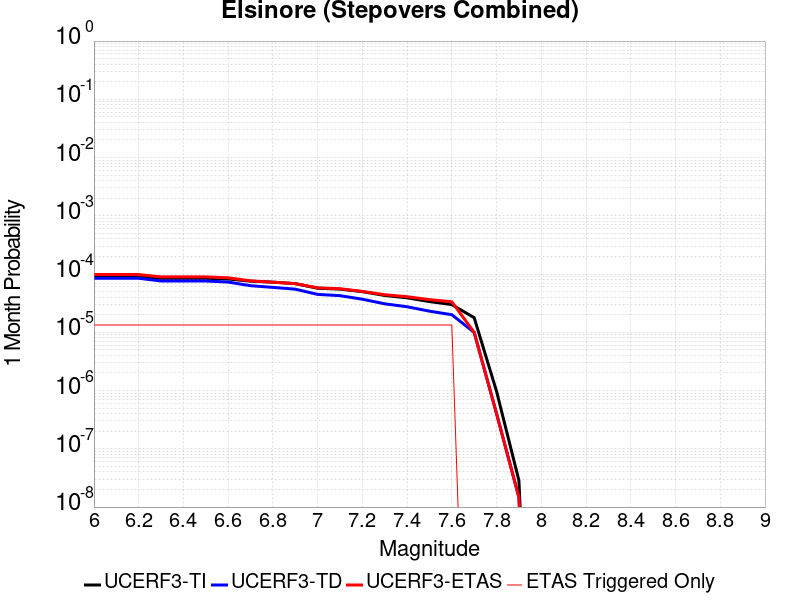 Elsinore (Stepovers Combined)
10^0
10^-1
10^-2
10^-3
10^-4
10^-5
10^-6
10^-7
10^-8
1 Month Probability
6 6.2 6.4 6.6 6.8 7 7.2 7.4 7.6 7.8 8 8.2 8.4 8.6 8.8 9
Magnitude
UCERF3-TI UCERF3-TD UCERF3-ETAS ETAS Triggered Only